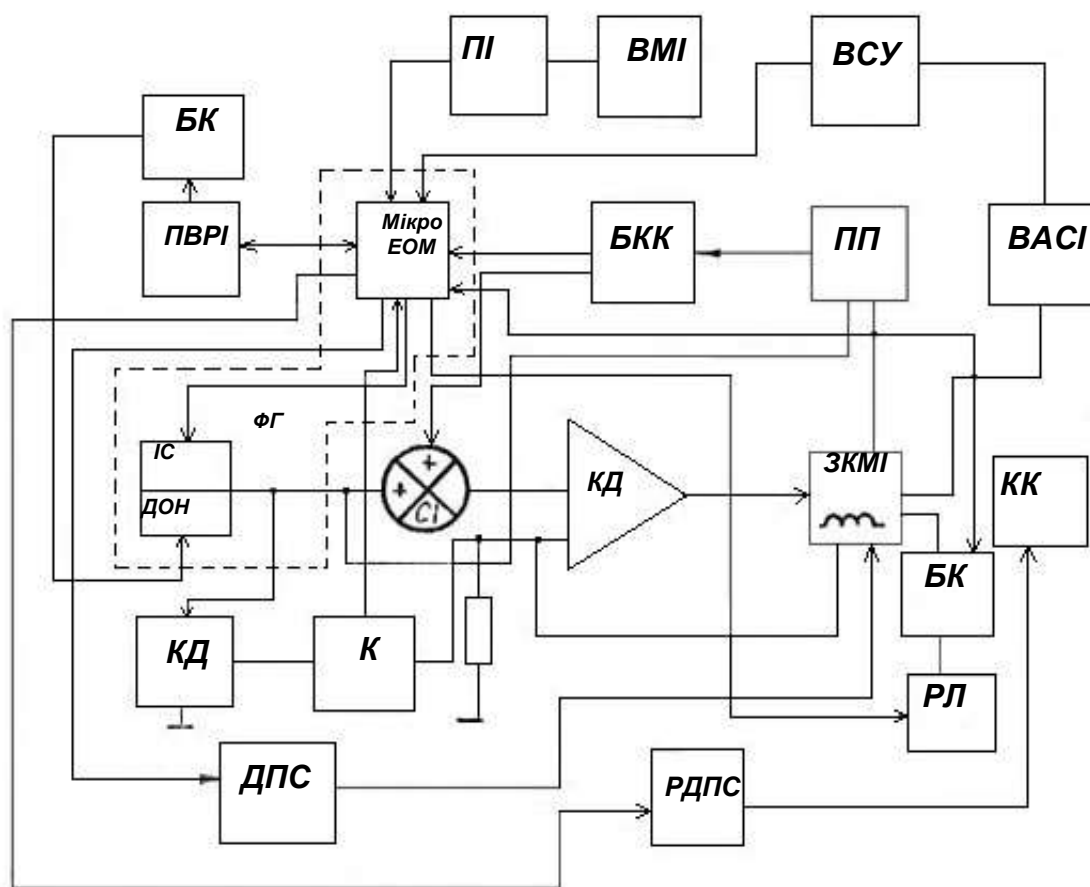 ПІ
ВМІ
ВСУ
БК
ПВРІ
Мікро
ЕОМ
БКК
ПП
ВАСІ
ФГ
ІС
ДОН
+
+
СІ
КД
ЗКМІ
КК
БК
КД
К
РЛ
ДПС
РДПС